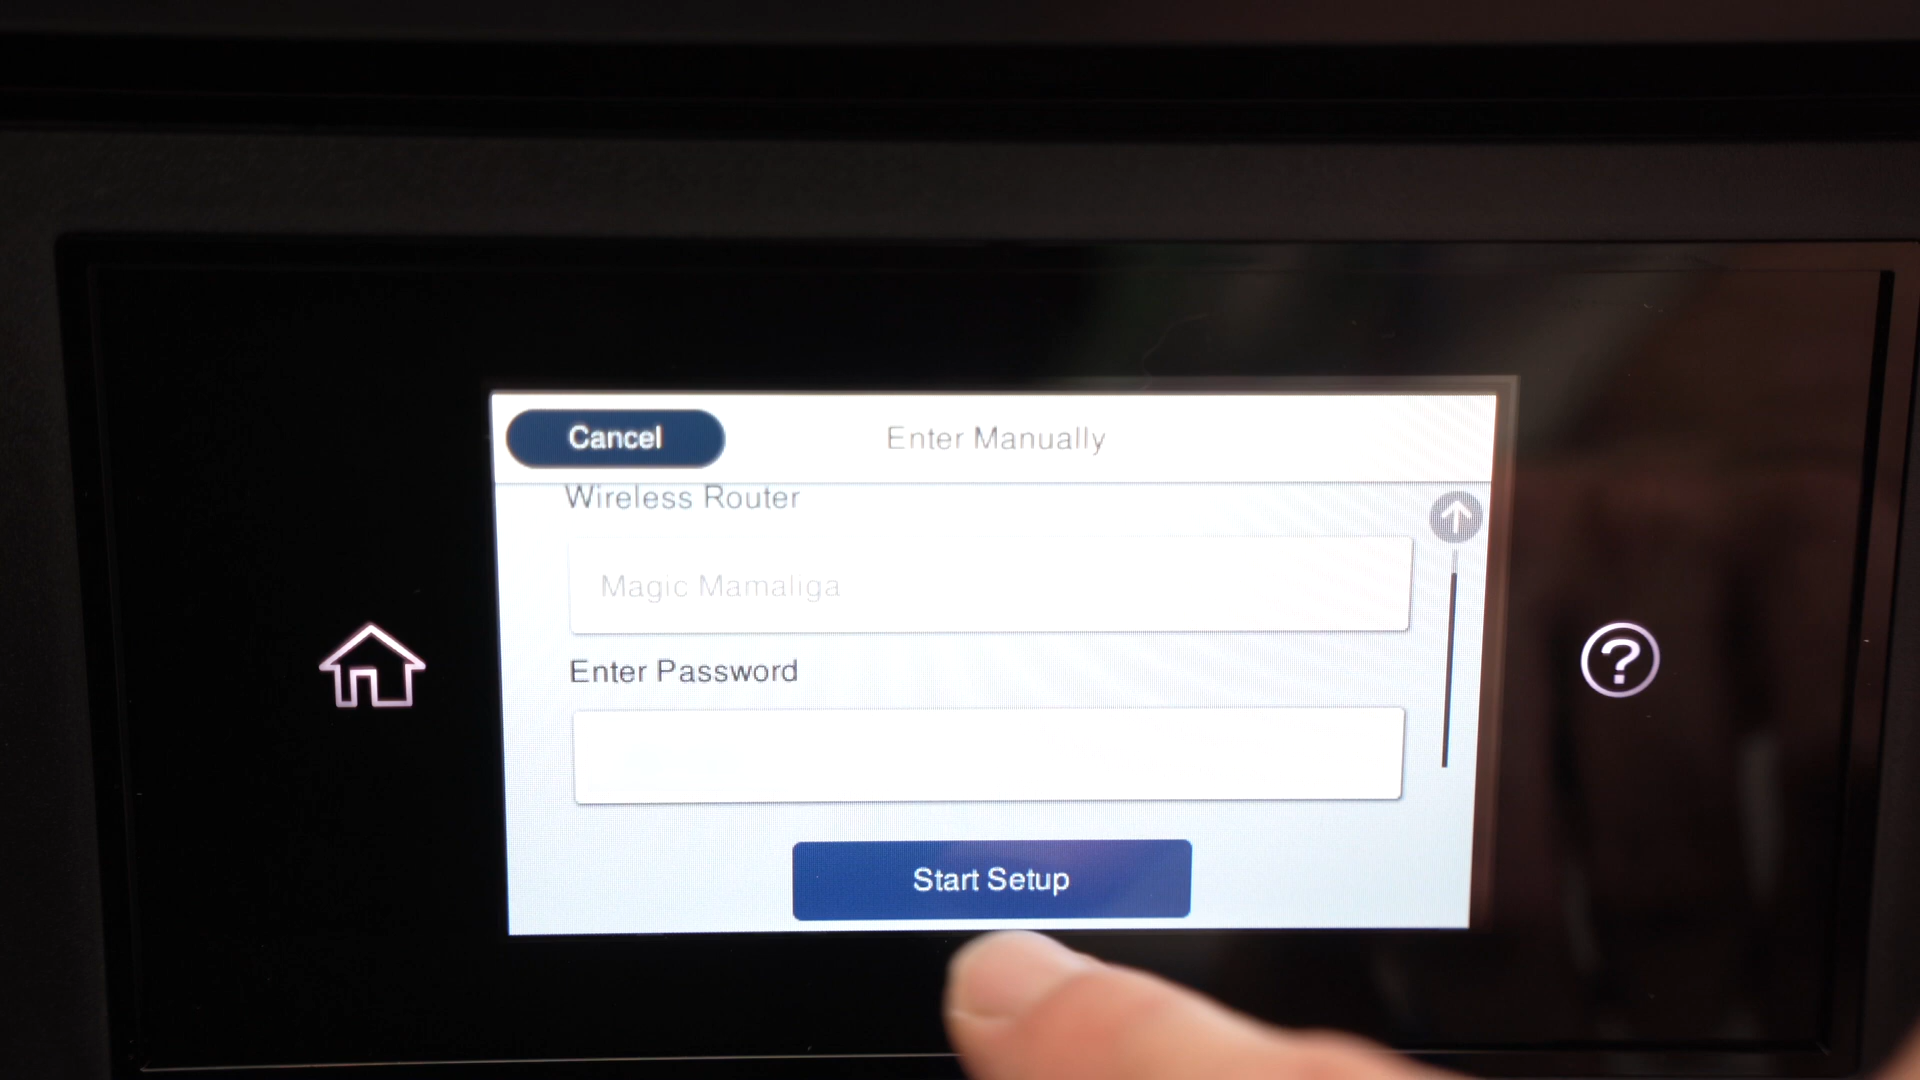 Cancel
Enter Manually
Wireless Router
Magic Mamaliga
Enter Password
Start Setup